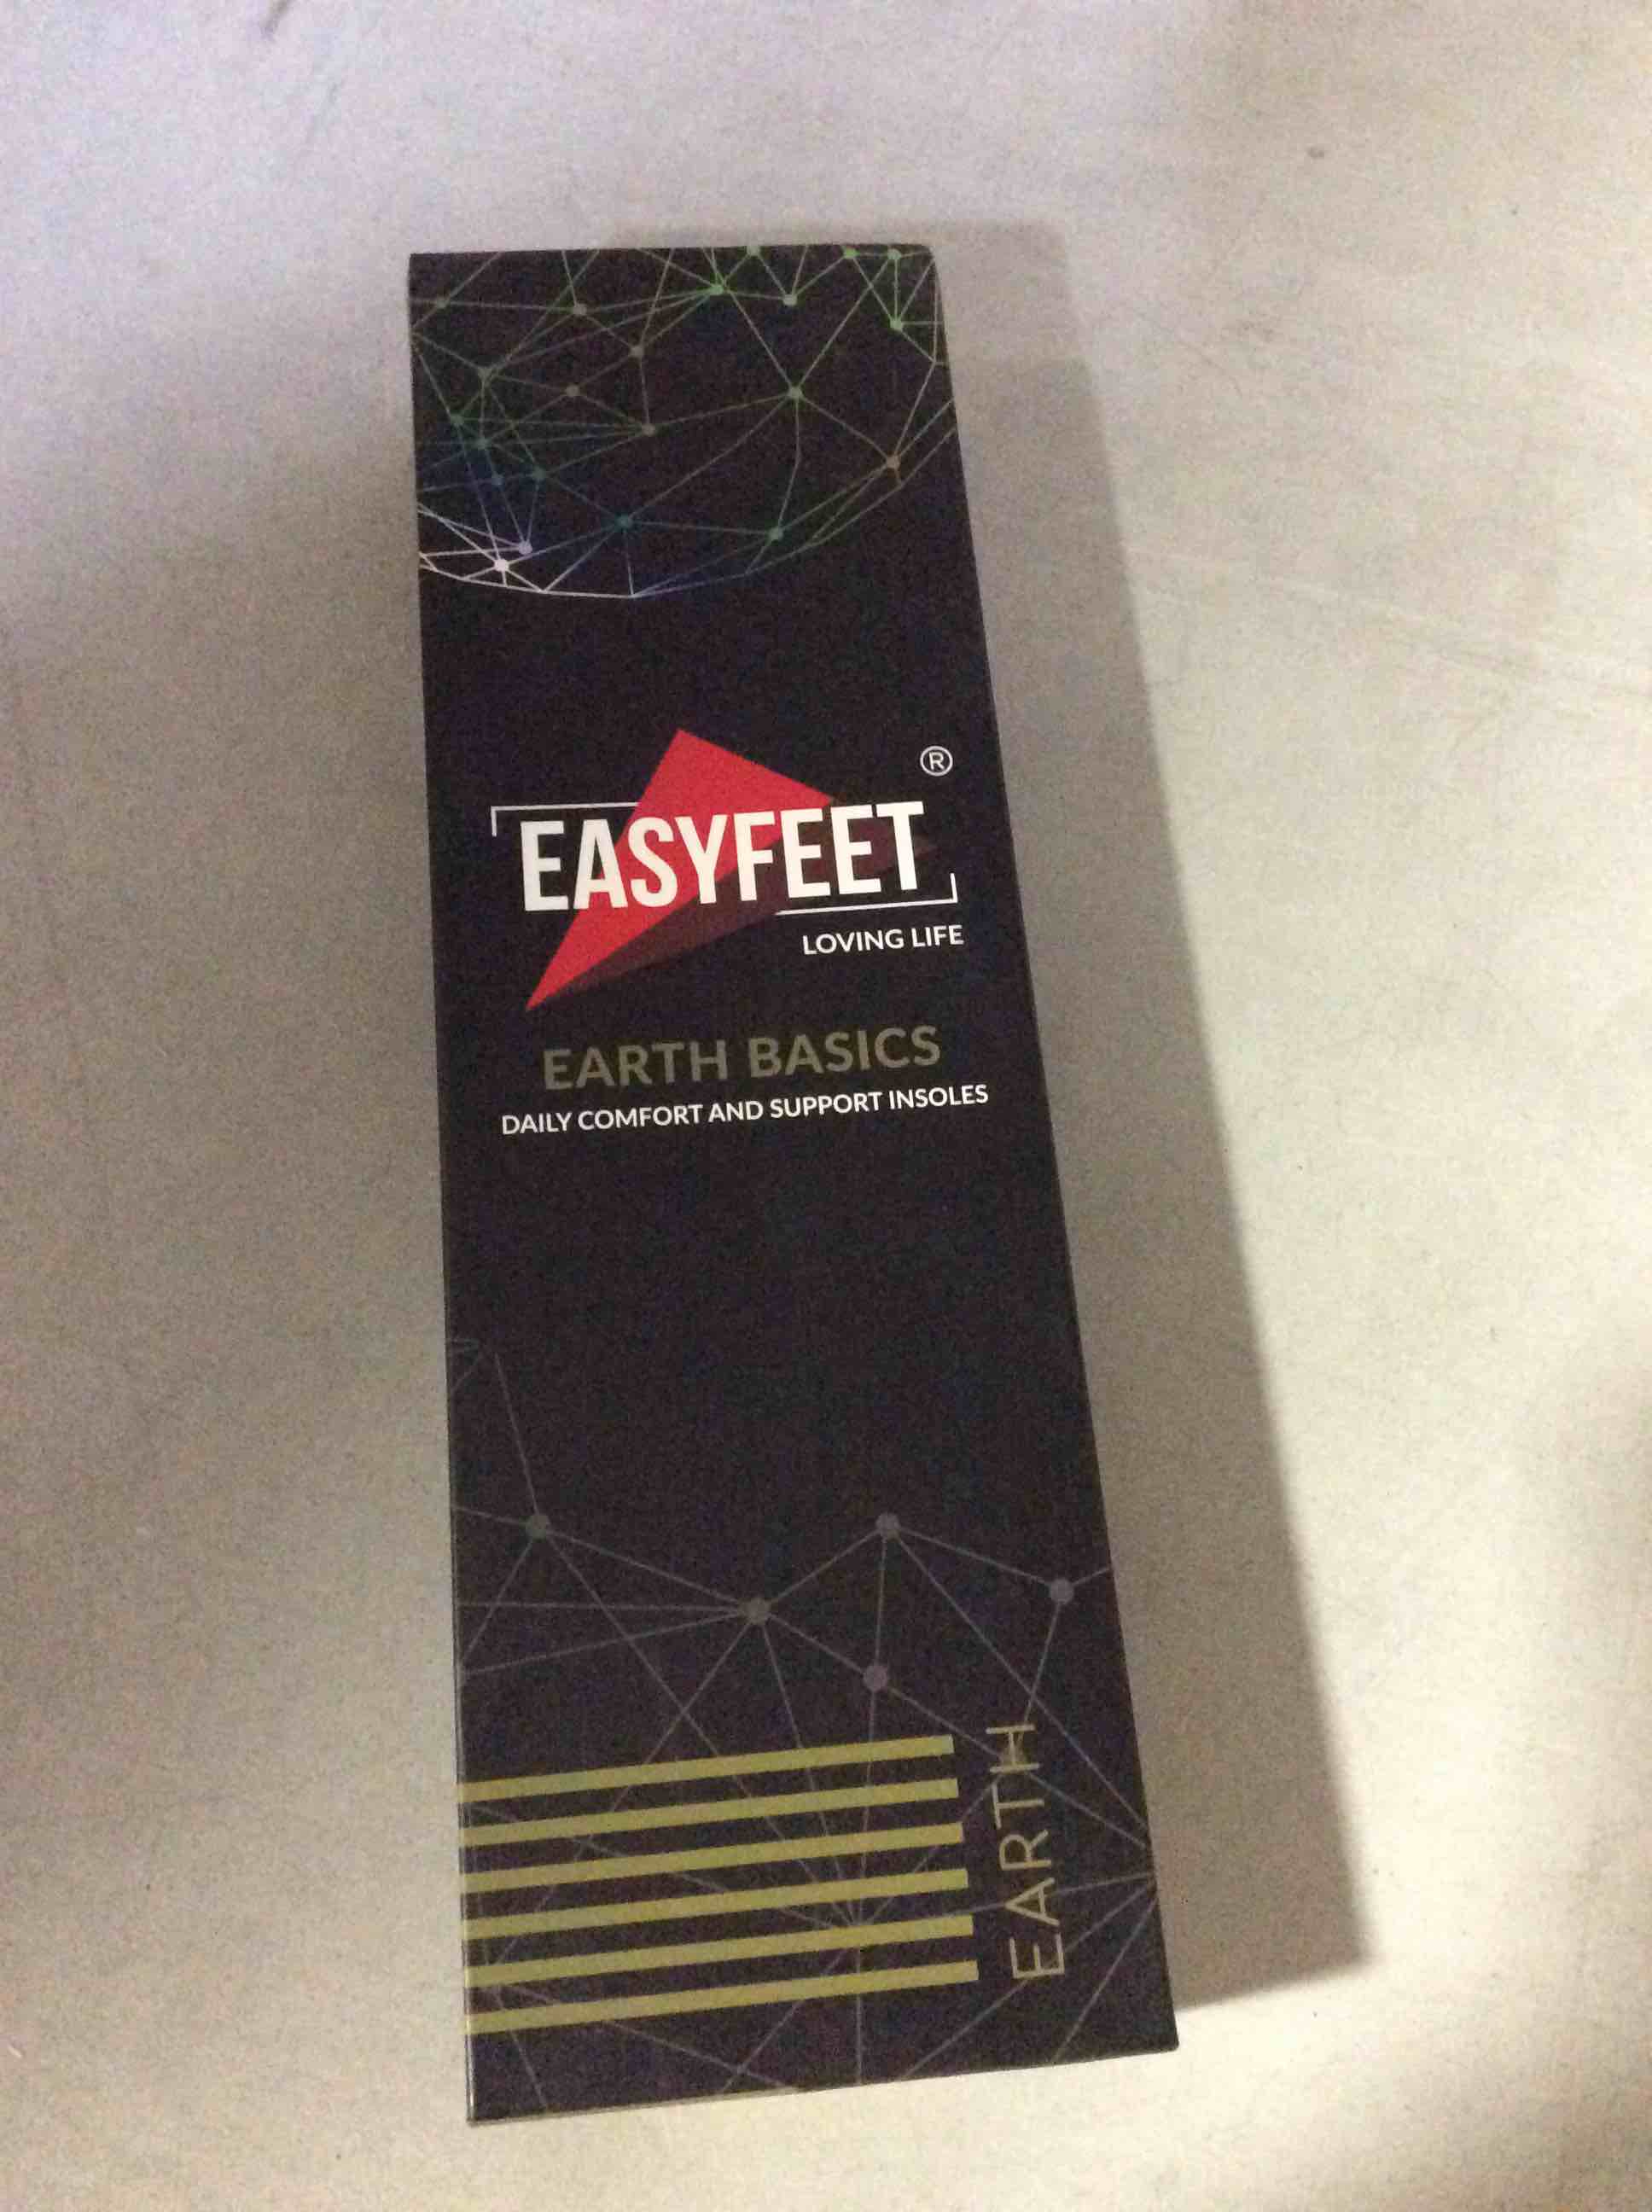 ®
EASYFEET
LOVING LIFE
EARTH BASICS
DAILY COMFORT AND SUPPORT INSOLES
EARTH